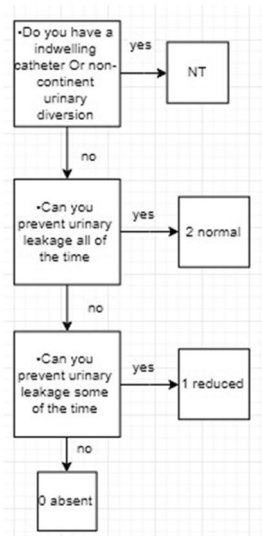 •Do you have a
indwelling
catheter Or non-
continent
urinary
diversion
yes
NT
no
•Can you
prevent urinary
leakage all of
the time
yes
2 normal
no
•Can you
prevent urinary
leakage some
of the time
yes
1 reduced
no
0 absent